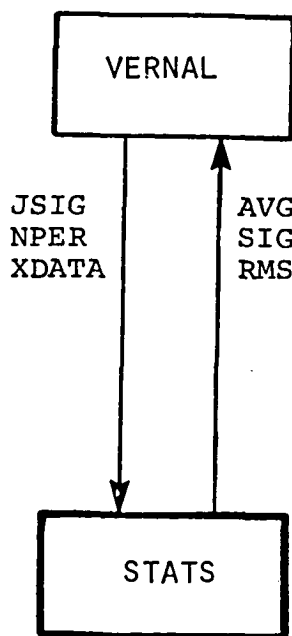 VERNAL
JSIG
NPER
XDATA
AVG
SIG
RMS
STATS